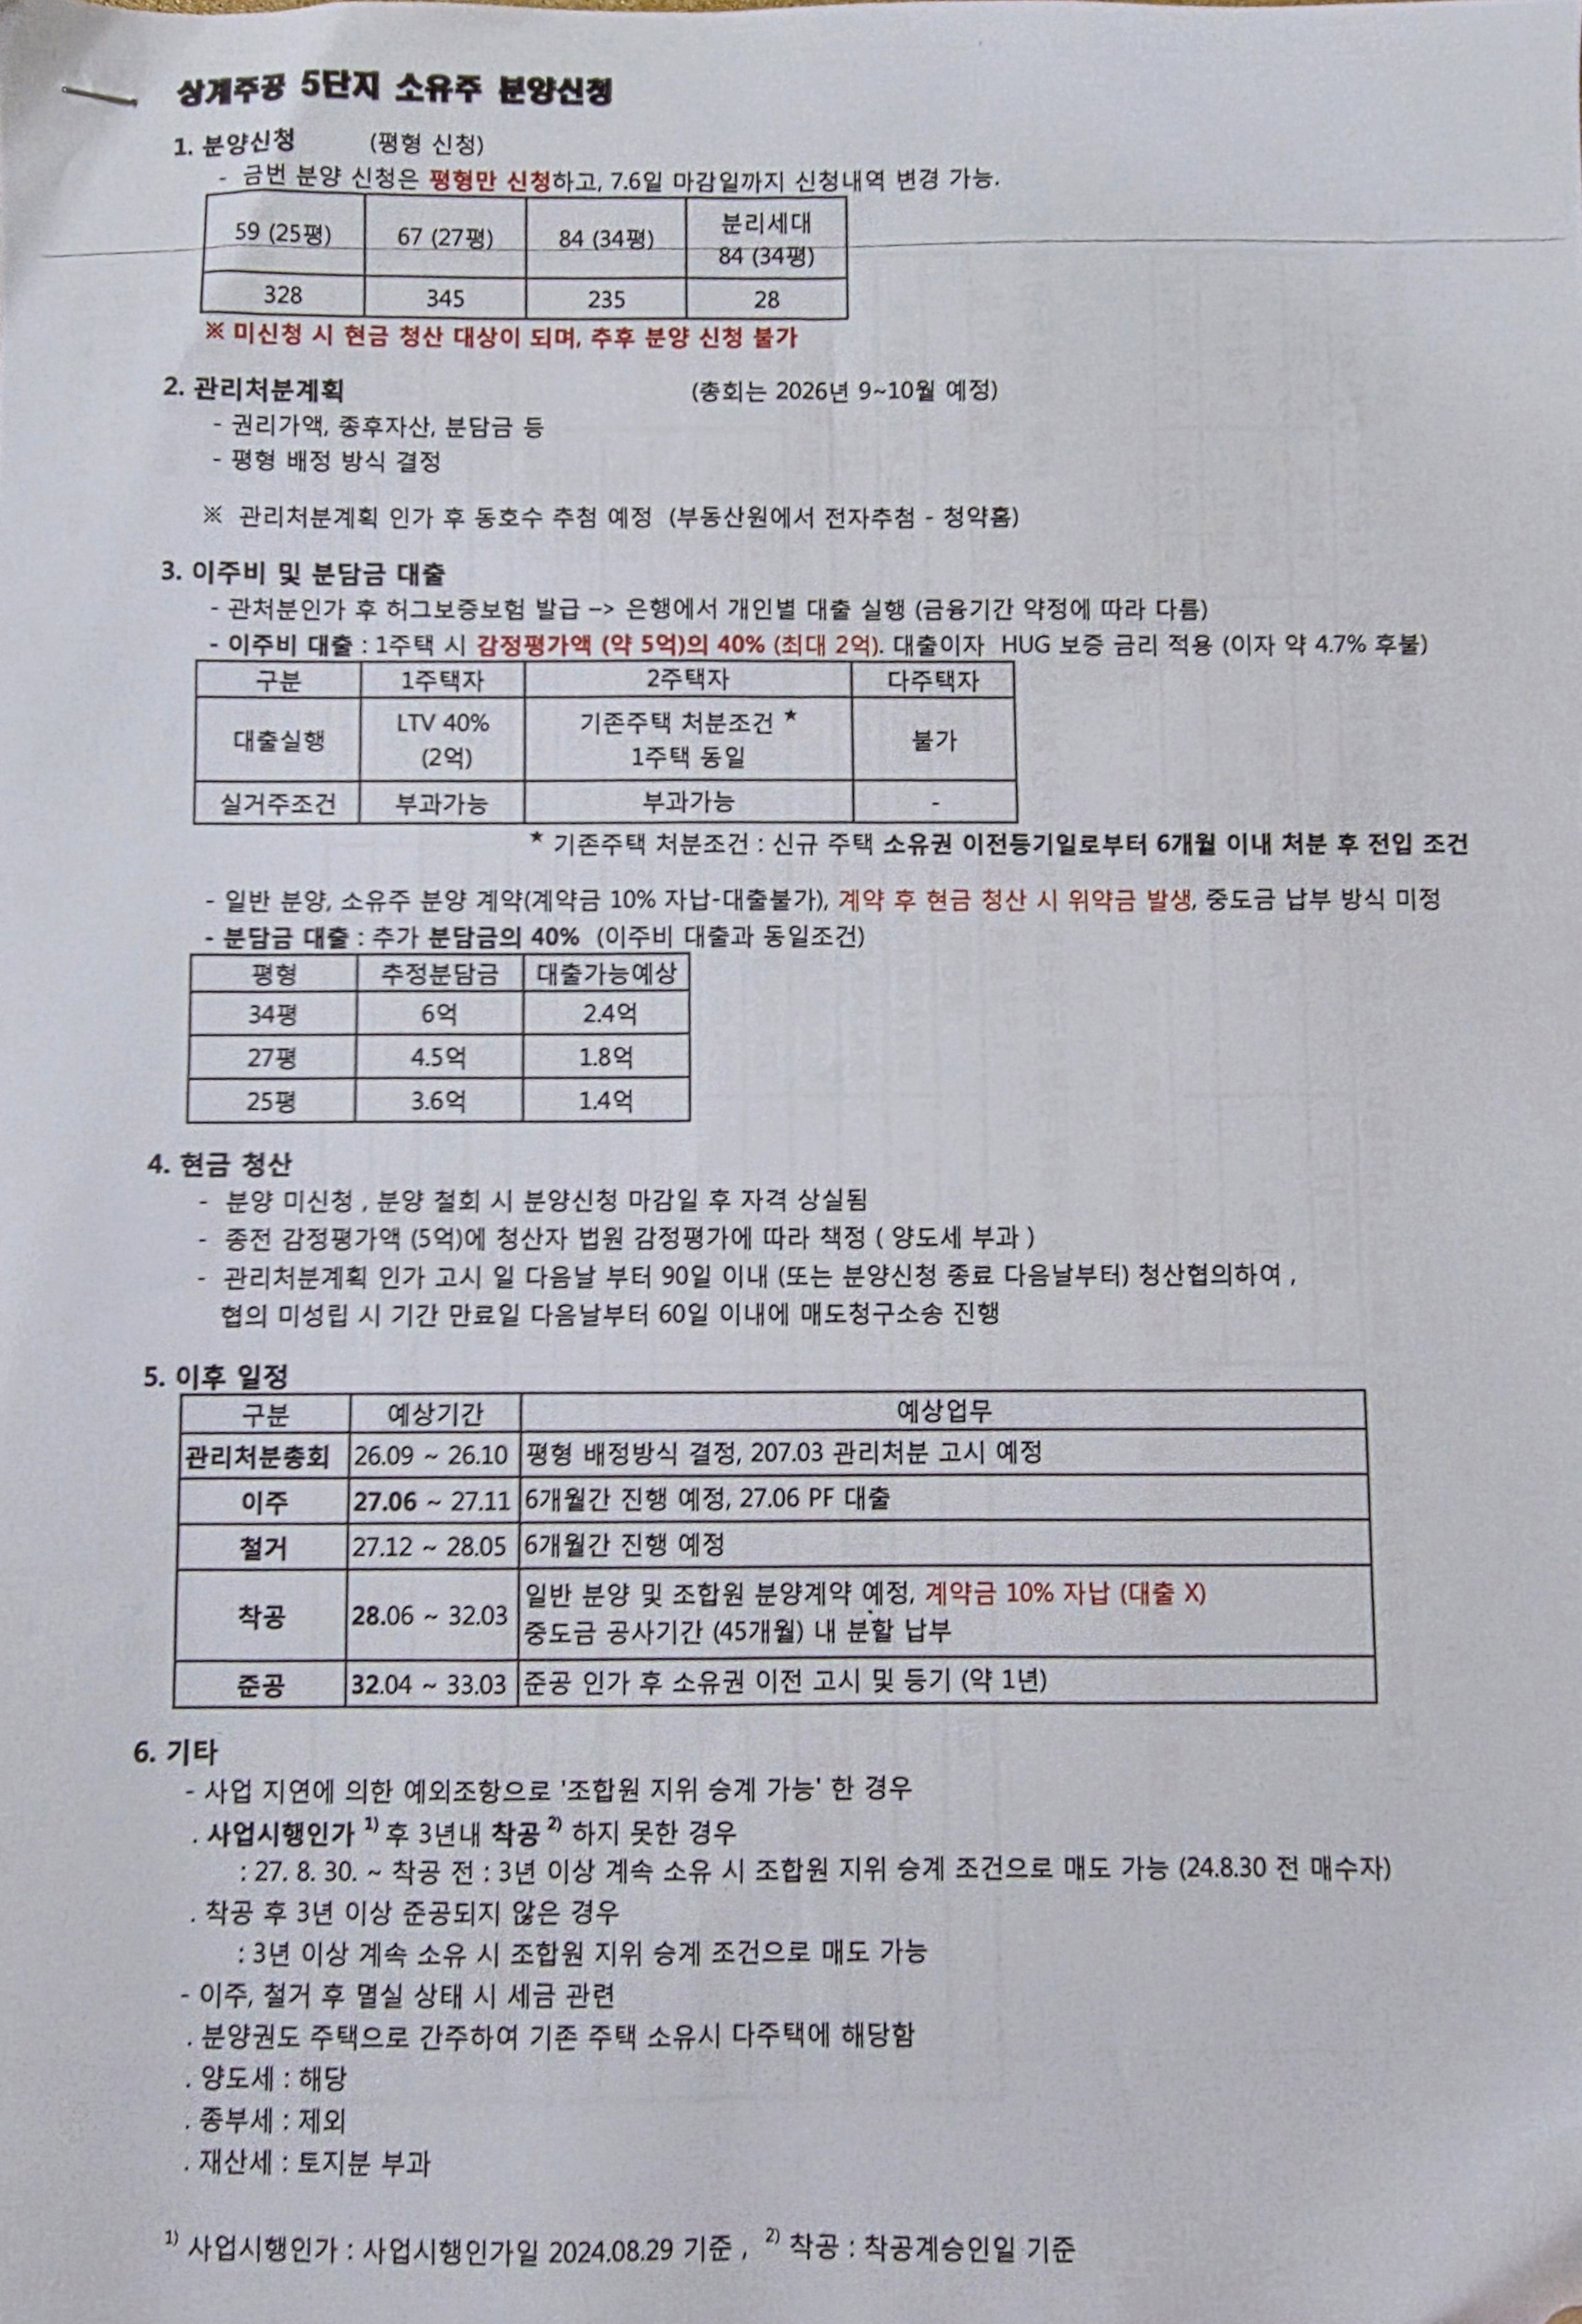 상계주공 5단지 소유주 분양신청
1. 분양신청 (평형 신청)
- 금번 분양 신청은 평형만 신청하고, 7.6일 마감일까지 신청내역 변경 가능.
59 (25평) 67 (27평) 84 (34평) 분리세대 84 (34평)
328 345 235 28
※ 미신청 시 현금 청산 대상이 되며, 추후 분양 신청 불가
2. 관리처분계획 (총회는 2026년 9~10월 예정)
- 권리가액, 종후자산, 분담금 등
- 평형 배정 방식 결정
※ 관리처분계획 인가 후 동호수 추첨 예정 (부동산원에서 전자추첨 - 청약홈)
3. 이주비 및 분담금 대출
- 관처분인가 후 허그보증보험 발급 –> 은행에서 개인별 대출 실행 (금융기간 약정에 따라 다름)
- 이주비 대출 : 1주택 시 감정평가액 (약 5억)의 40% (최대 2억). 대출이자 HUG 보증 금리 적용 (이자 약 4.7% 후불)
구분 1주택자 2주택자 다주택자
대출실행 LTV 40% (2억) 기존주택 처분조건 ★ 1주택 동일 불가
실거주조건 부과가능 부과가능 -
★ 기존주택 처분조건 : 신규 주택 소유권 이전등기일로부터 6개월 이내 처분 후 전입 조건
- 일반 분양, 소유주 분양 계약(계약금 10% 자납-대출불가), 계약 후 현금 청산 시 위약금 발생, 중도금 납부 방식 미정
- 분담금 대출 : 추가 분담금의 40% (이주비 대출과 동일조건)
평형 추정분담금 대출가능예상
34평 6억 2.4억
27평 4.5억 1.8억
25평 3.6억 1.4억
4. 현금 청산
- 분양 미신청 , 분양 철회 시 분양신청 마감일 후 자격 상실됨
- 종전 감정평가액 (5억)에 청산자 법원 감정평가에 따라 책정 ( 양도세 부과 )
- 관리처분계획 인가 고시 일 다음날 부터 90일 이내 (또는 분양신청 종료 다음날부터) 청산협의하여 ,
협의 미성립 시 기간 만료일 다음날부터 60일 이내에 매도청구소송 진행
5. 이후 일정
구분 예상기간 예상업무
관리처분총회 26.09 ~ 26.10 평형 배정방식 결정, 207.03 관리처분 고시 예정
이주 27.06 ~ 27.11 6개월간 진행 예정, 27.06 PF 대출
철거 27.12 ~ 28.05 6개월간 진행 예정
착공 28.06 ~ 32.03 일반 분양 및 조합원 분양계약 예정, 계약금 10% 자납 (대출 X)
중도금 공사기간 (45개월) 내 분할 납부
준공 32.04 ~ 33.03 준공 인가 후 소유권 이전 고시 및 등기 (약 1년)
6. 기타
- 사업 지연에 의한 예외조항으로 '조합원 지위 승계 가능' 한 경우
. 사업시행인가 1) 후 3년내 착공 2) 하지 못한 경우
: 27. 8. 30. ~ 착공 전 : 3년 이상 계속 소유 시 조합원 지위 승계 조건으로 매도 가능 (24.8.30 전 매수자)
. 착공 후 3년 이상 준공되지 않은 경우
: 3년 이상 계속 소유 시 조합원 지위 승계 조건으로 매도 가능
- 이주, 철거 후 멸실 상태 시 세금 관련
. 분양권도 주택으로 간주하여 기존 주택 소유시 다주택에 해당함
. 양도세 : 해당
. 종부세 : 제외
. 재산세 : 토지분 부과
1) 사업시행인가 : 사업시행인가일 2024.08.29 기준 , 2) 착공 : 착공계승인일 기준